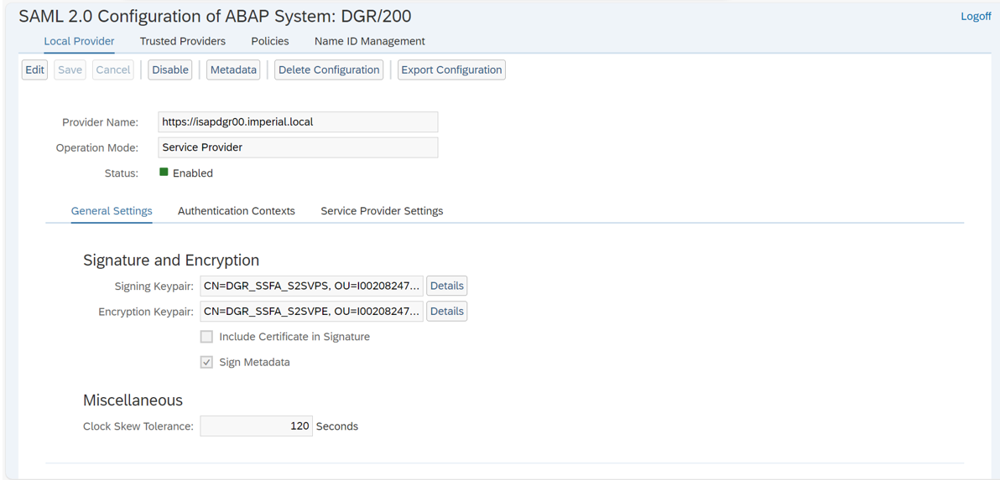 SAML 2.0 Configuration of ABAP System: DGR/200
Logoff
Local Provider Trusted Providers Policies Name ID Management
Edit Save Cancel Disable Metadata Delete Configuration Export Configuration
Provider Name: https://isapdgr00.imperial.local
Operation Mode: Service Provider
Status: Enabled
General Settings Authentication Contexts Service Provider Settings
Signature and Encryption
Signing Keypair: CN=DGR_SSFA_S2SVPS, OU=I00208247... Details
Encryption Keypair: CN=DGR_SSFA_S2SVPE, OU=I00208247... Details
Include Certificate in Signature
Sign Metadata
Miscellaneous
Clock Skew Tolerance: 120 Seconds